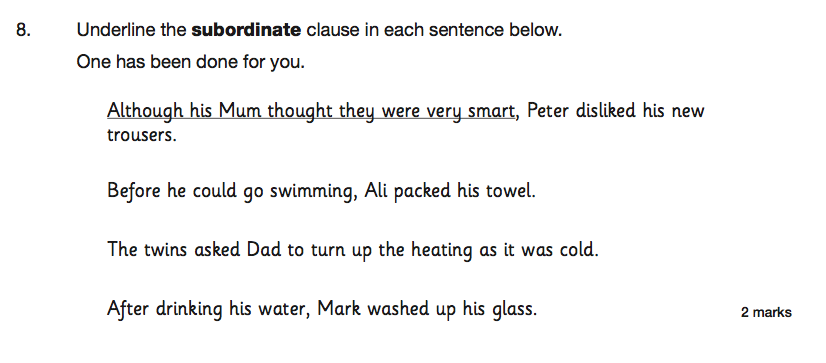 8. Underline the subordinate clause in each sentence below.
One has been done for you.
Although his Mum thought they were very smart, Peter disliked his new
trousers.
Before he could go swimming, Ali packed his towel.
The twins asked Dad to turn up the heating as it was cold.
After drinking his water, Mark washed up his glass.
2 marks